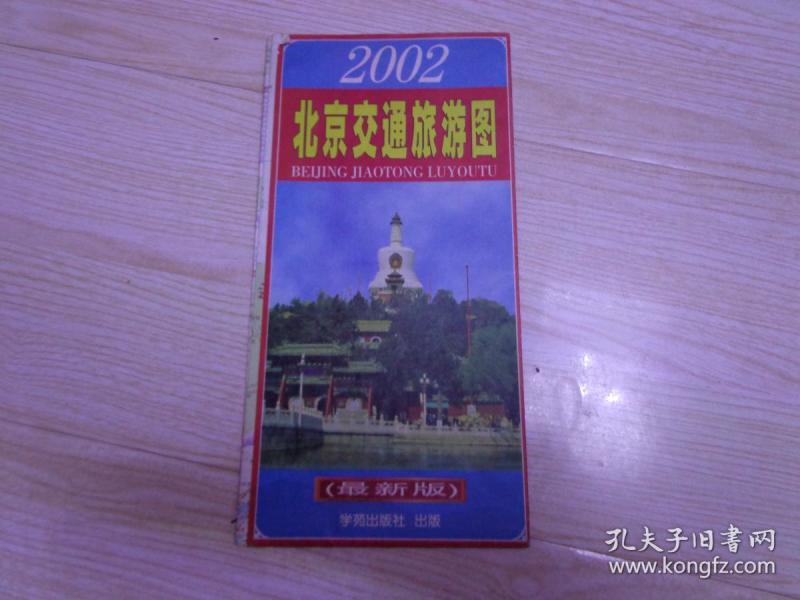 2002
北京交通旅游图
BEIJING JIAOTONG LUYOUTU
(最新版)
学苑出版社 出版
孔夫子旧书网
www.kongfz.com